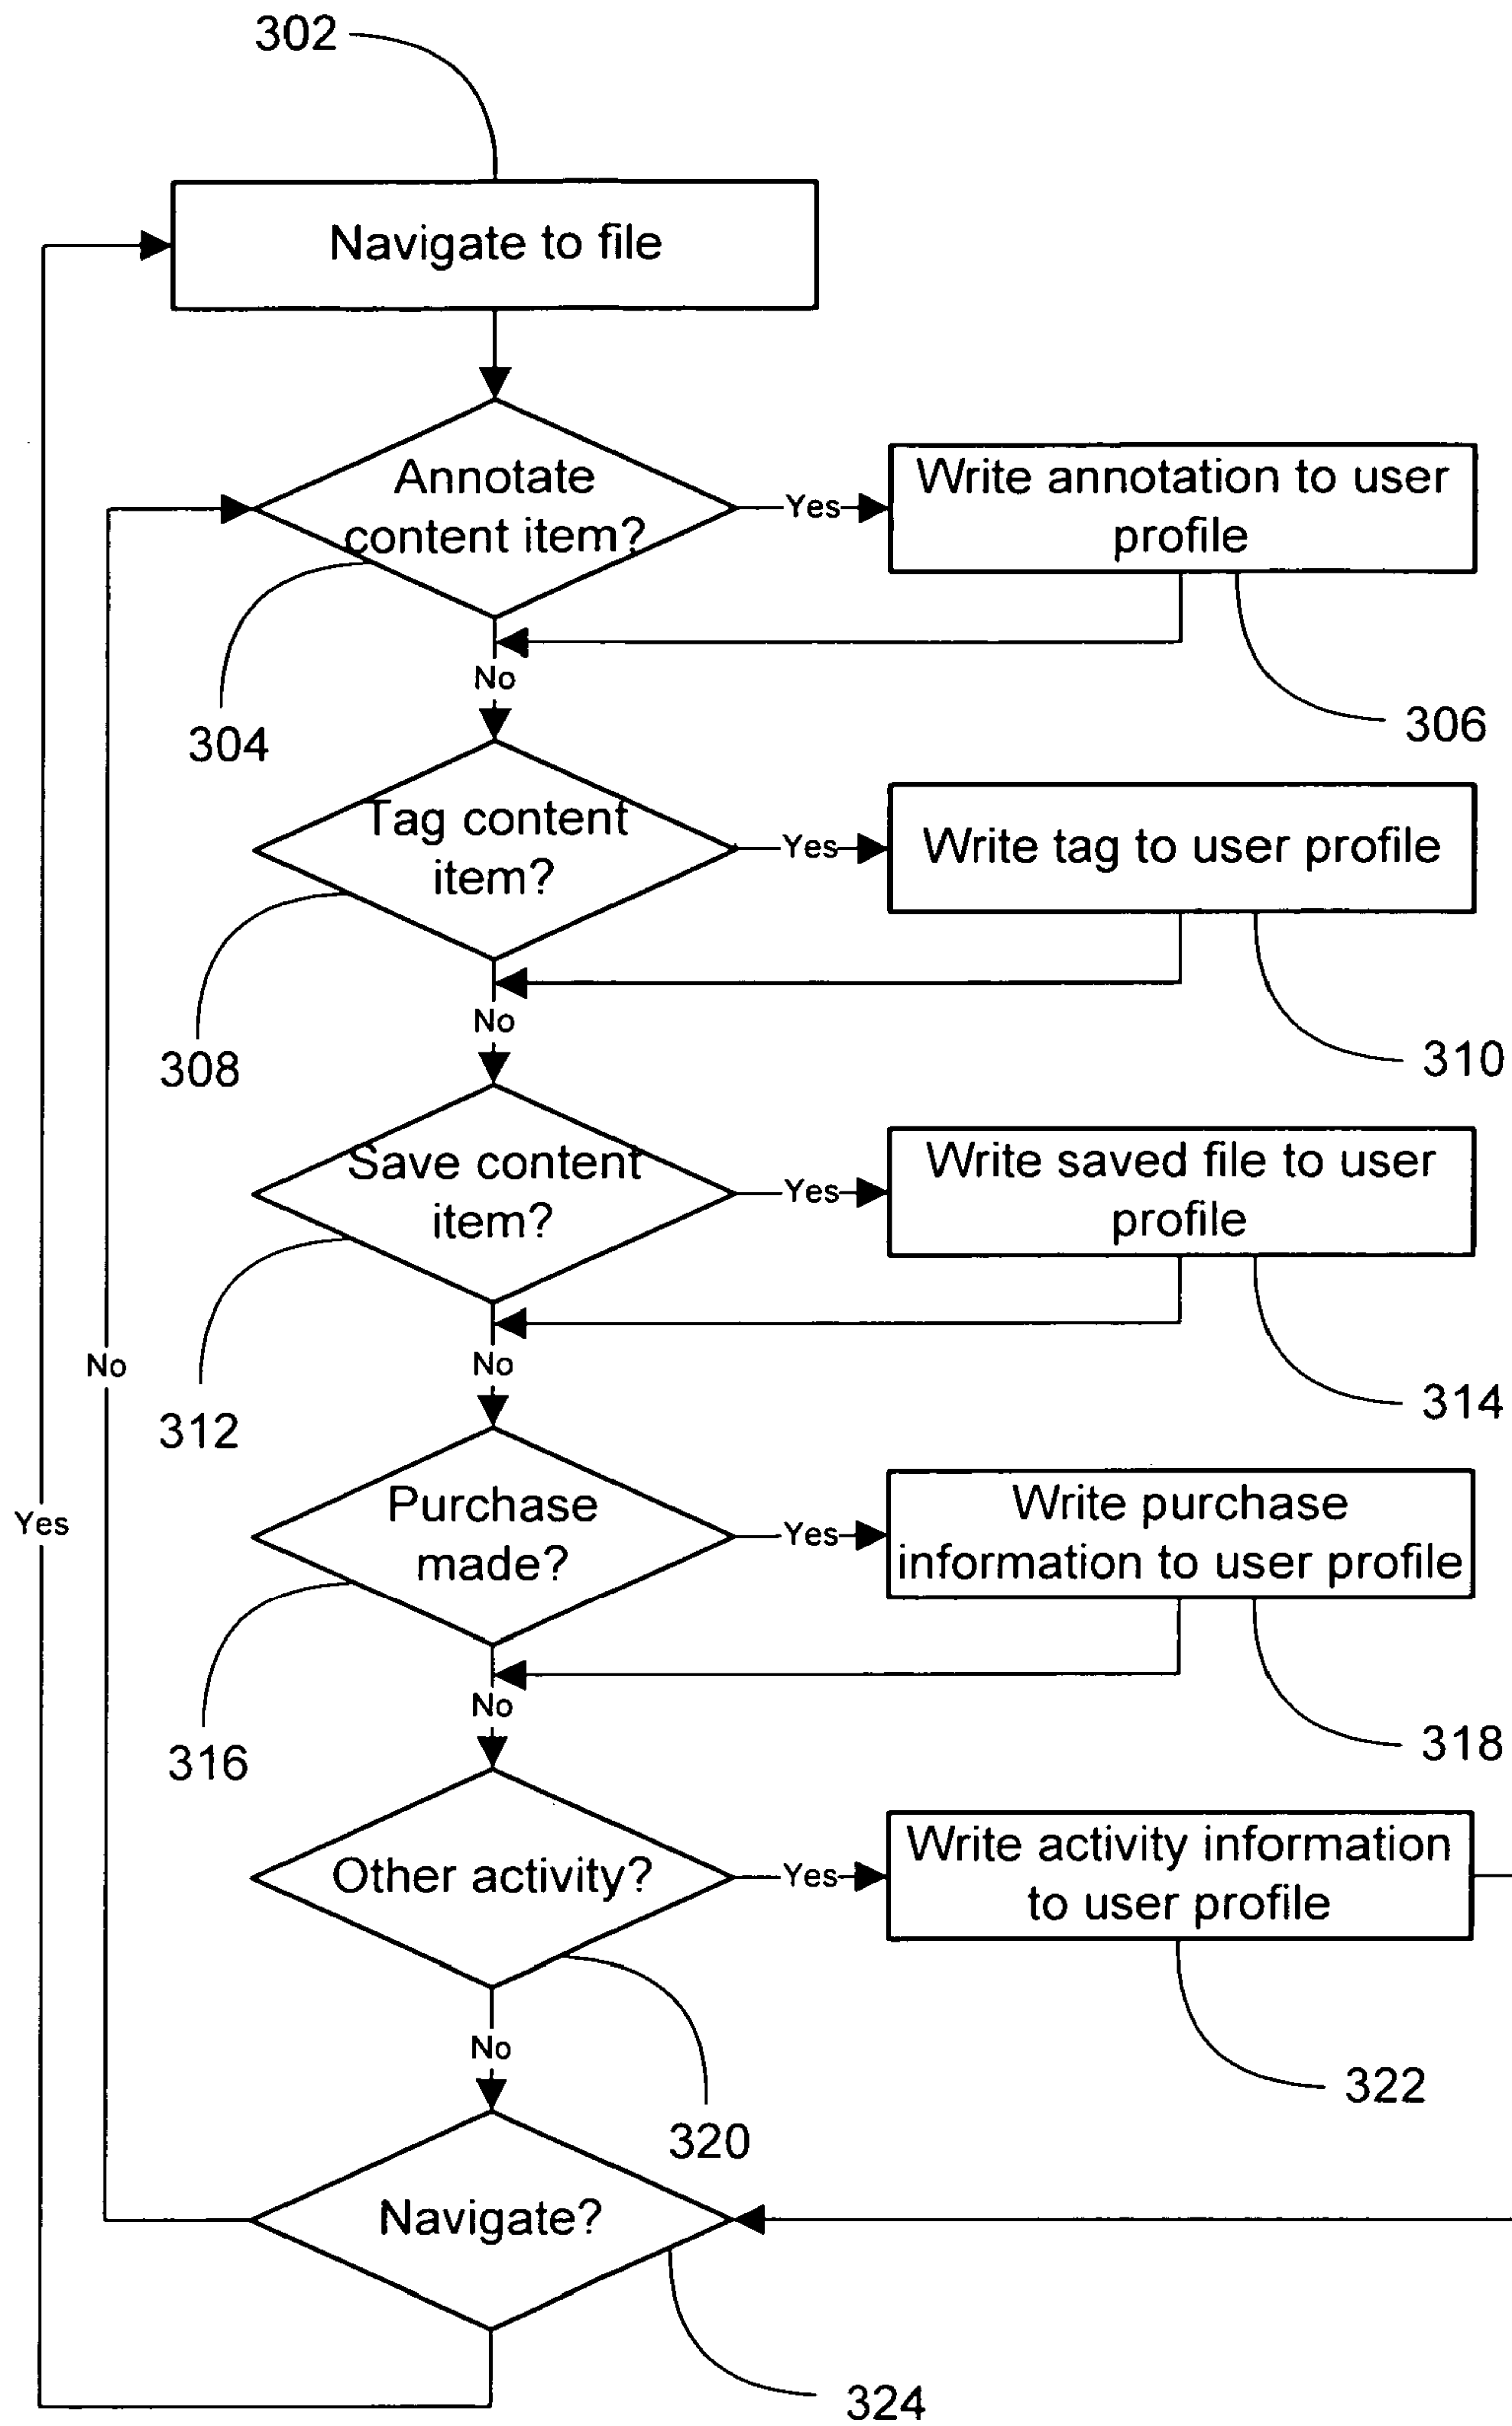 302
Navigate to file
Annotate
content item?
Yes
Write annotation to user
profile
No
304
306
Tag content
item?
Yes
Write tag to user profile
No
308
310
Save content
item?
Yes
Write saved file to user
profile
No
No
312
314
Purchase
made?
Yes
Write purchase
information to user profile
Yes
No
316
318
Other activity?
Yes
Write activity information
to user profile
No
322
320
Navigate?
324